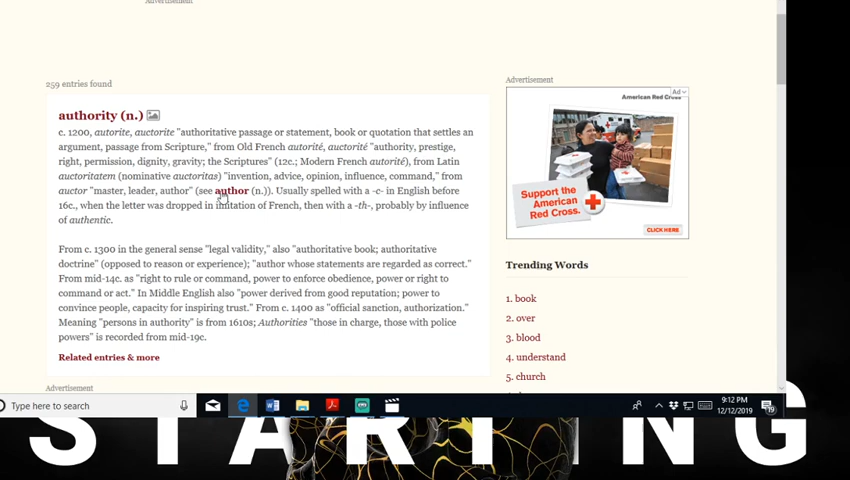 Advertisement
259 entries found
authority (n.)
c. 1200, autorite, auctorite "authoritative passage or statement, book or quotation that settles an
argument, passage from Scripture," from Old French autorité, auctorité "authority, prestige,
right, permission, dignity, gravity; the Scriptures" (12c.; Modern French autorité), from Latin
auctoritatem (nominative auctoritas) "invention, advice, opinion, influence, command," from
auctor "master, leader, author" (see author (n.)). Usually spelled with a -c- in English before
16c., when the letter was dropped in imitation of French, then with a -th-, probably by influence
of authentic.
From c. 1300 in the general sense "legal validity," also "authoritative book; authoritative
doctrine" (opposed to reason or experience); "author whose statements are regarded as correct."
From mid-14c. as "right to rule or command, power to enforce obedience, power or right to
command or act." In Middle English also "power derived from good reputation; power to
convince people, capacity for inspiring trust." From c. 1400 as "official sanction, authorization."
Meaning "persons in authority" is from 1610s; Authorities "those in charge, those with police
powers" is recorded from mid-19c.
Related entries & more
Advertisement
Advertisement
Ad
American Red Cross
Support the
American
Red Cross.
CLICK HERE
Trending Words
1. book
2. over
3. blood
4. understand
5. church
Type here to search
9:12 PM
12/12/2019
19
STARTING